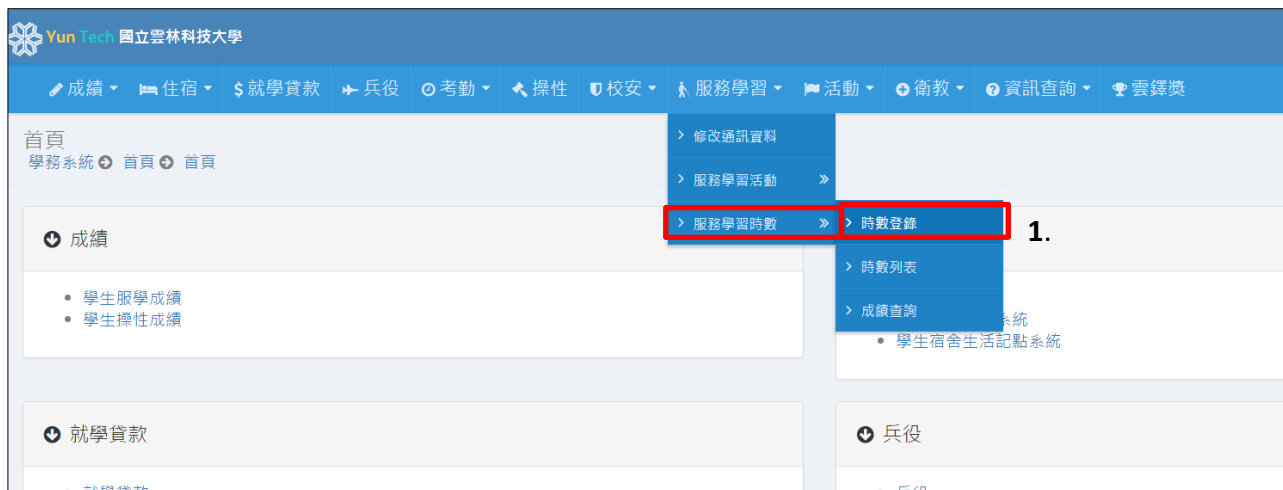 Yun Tech 國立雲林科技大學
成績 住宿 $就學貸款 兵役 考勤 操性 校安 服務學習 活動 衛教 資訊查詢 雲鐸獎
首頁
學務系統 首頁 首頁
修改通訊資料
服務學習活動
服務學習時數
時數登錄
1.
時數列表
成績查詢
成績
學生服學成績
學生操性成績
系統
學生宿舍生活記點系統
就學貸款
兵役